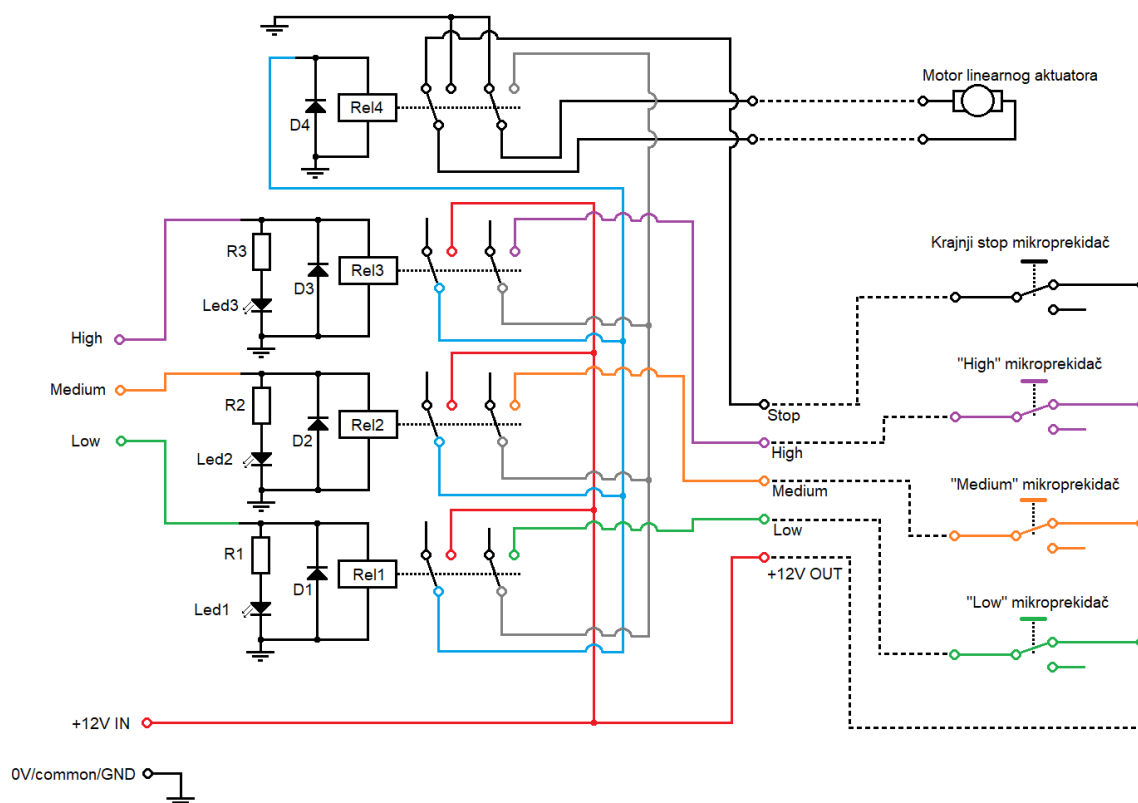 Motor linearnog aktuatora
Rel4
D4
Krajnji stop mikroprekidač
R3
Rel3
D3
Led3
High
"High" mikroprekidač
Medium
R2
Rel2
D2
Stop
Low
Led2
High
"Medium" mikroprekidač
Medium
Low
R1
Rel1
D1
+12V OUT
Led1
"Low" mikroprekidač
+12V IN
0V/common/GND